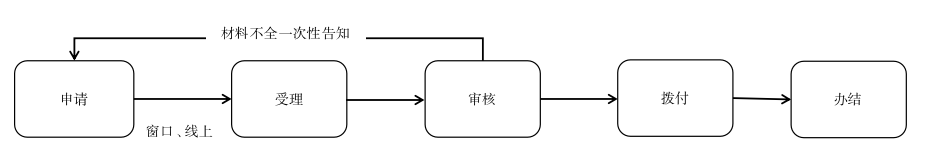 材料不全一次性告知
申请
受理
审核
拨付
办结
窗口、线上